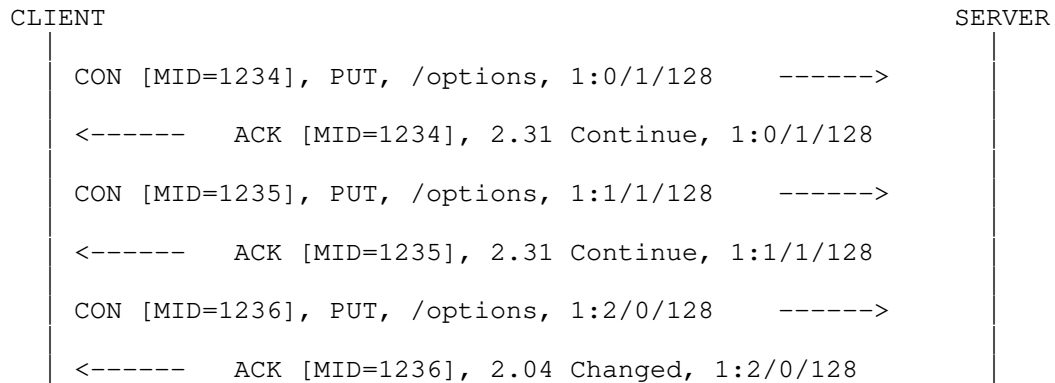 CLIENT SERVER
CON [MID=1234], PUT, /options, 1:0/1/128 ------>
<------ ACK [MID=1234], 2.31 Continue, 1:0/1/128
CON [MID=1235], PUT, /options, 1:1/1/128 ------>
<------ ACK [MID=1235], 2.31 Continue, 1:1/1/128
CON [MID=1236], PUT, /options, 1:2/0/128 ------>
<------ ACK [MID=1236], 2.04 Changed, 1:2/0/128